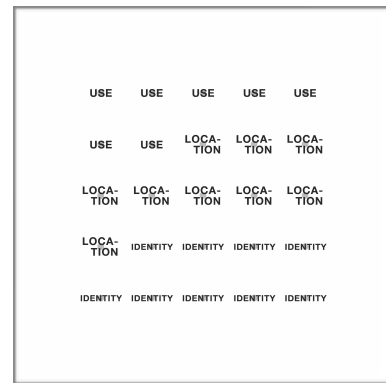 USE USE USE USE USE
USE USE LOCA-TION LOCA-TION LOCA-TION
LOCA-TION LOCA-TION LOCA-TION LOCA-TION LOCA-TION
LOCA-TION IDENTITY IDENTITY IDENTITY IDENTITY
IDENTITY IDENTITY IDENTITY IDENTITY IDENTITY